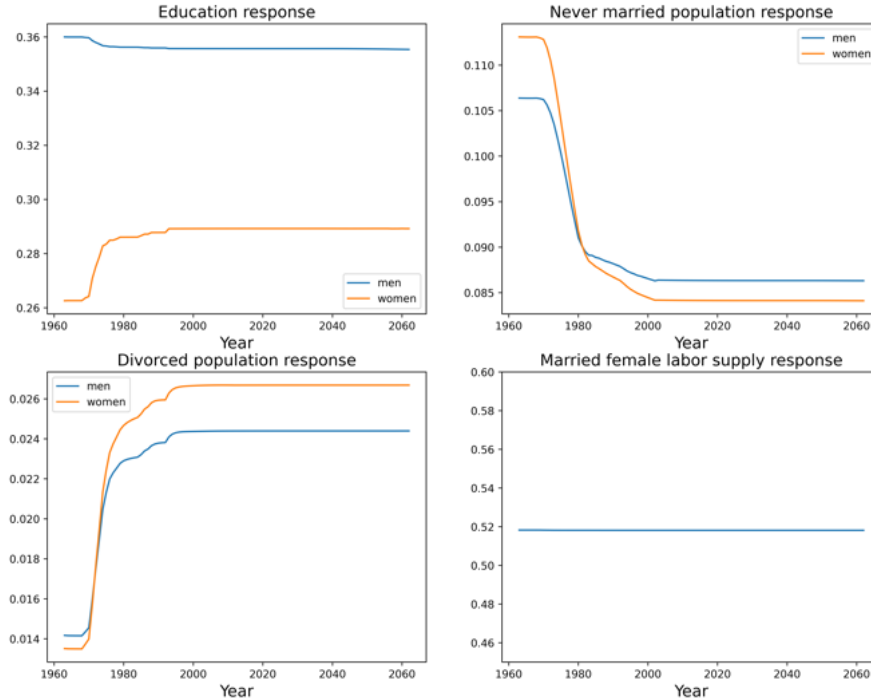 Education response
0.36
0.34
0.32
0.30
0.28
0.26
men
women
1960 1980 2000 2020 2040 2060
Year
Never married population response
men
women
0.110
0.105
0.100
0.095
0.090
0.085
1960 1980 2000 2020 2040 2060
Year
Divorced population response
men
women
0.026
0.024
0.022
0.020
0.018
0.016
0.014
1960 1980 2000 2020 2040 2060
Year
Married female labor supply response
0.60
0.58
0.56
0.54
0.52
0.50
0.48
0.46
1960 1980 2000 2020 2040 2060
Year